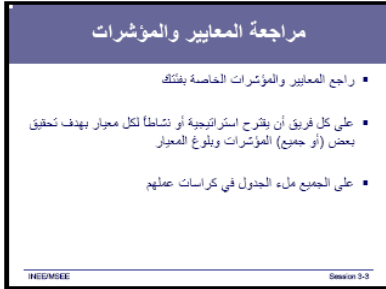 مراجعة المعايير والمؤشرات
راجع المعايير والمؤشرات الخاصة بفئتك
على كل فريق أن يقترح استراتيجية أو نشاطاً لكل معيار بهدف تحقيق
بعض (أو جميع) المؤشرات وبلوغ المعيار
على الجميع ملء الجدول في كراسات عملهم
INEE/MSEE
Session 3-3